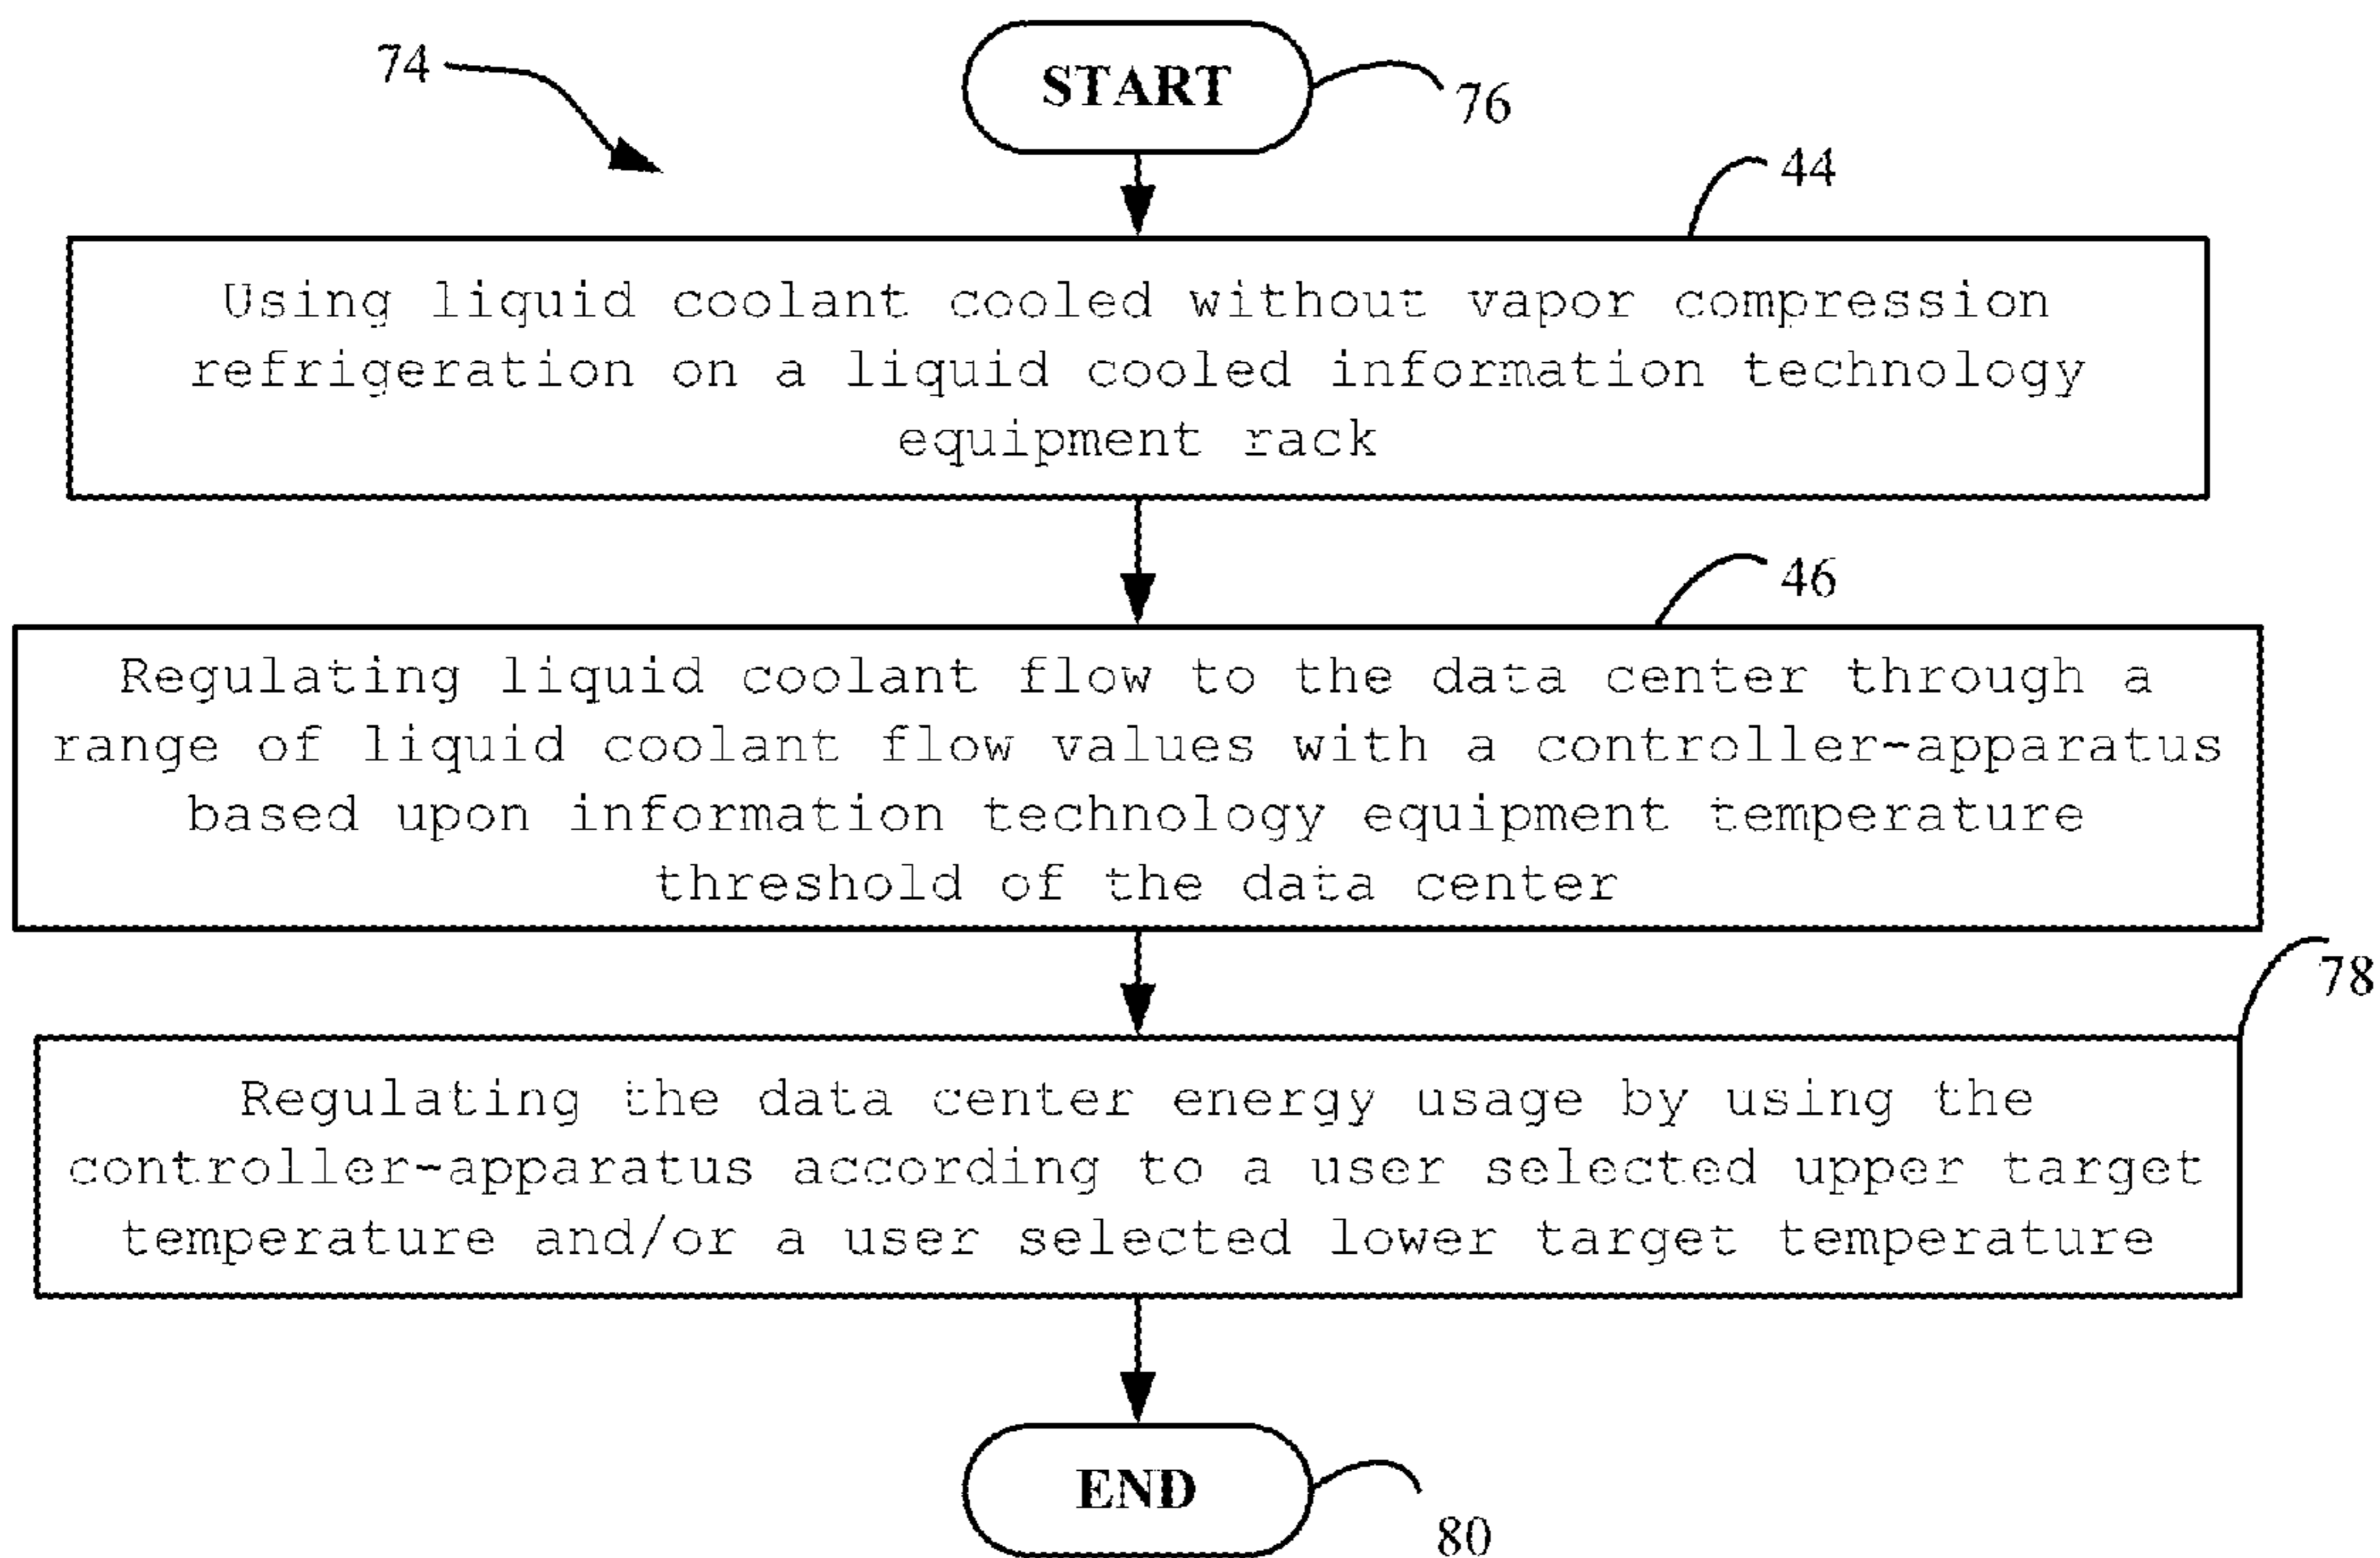 74
START
76
44
Using liquid coolant cooled without vapor compression
refrigeration on a liquid cooled information technology
equipment rack
46
Regulating liquid coolant flow to the data center through a
range of liquid coolant flow values with a controller-apparatus
based upon information technology equipment temperature
threshold of the data center
78
Regulating the data center energy usage by using the
controller-apparatus according to a user selected upper target
temperature and/or a user selected lower target temperature
END
80